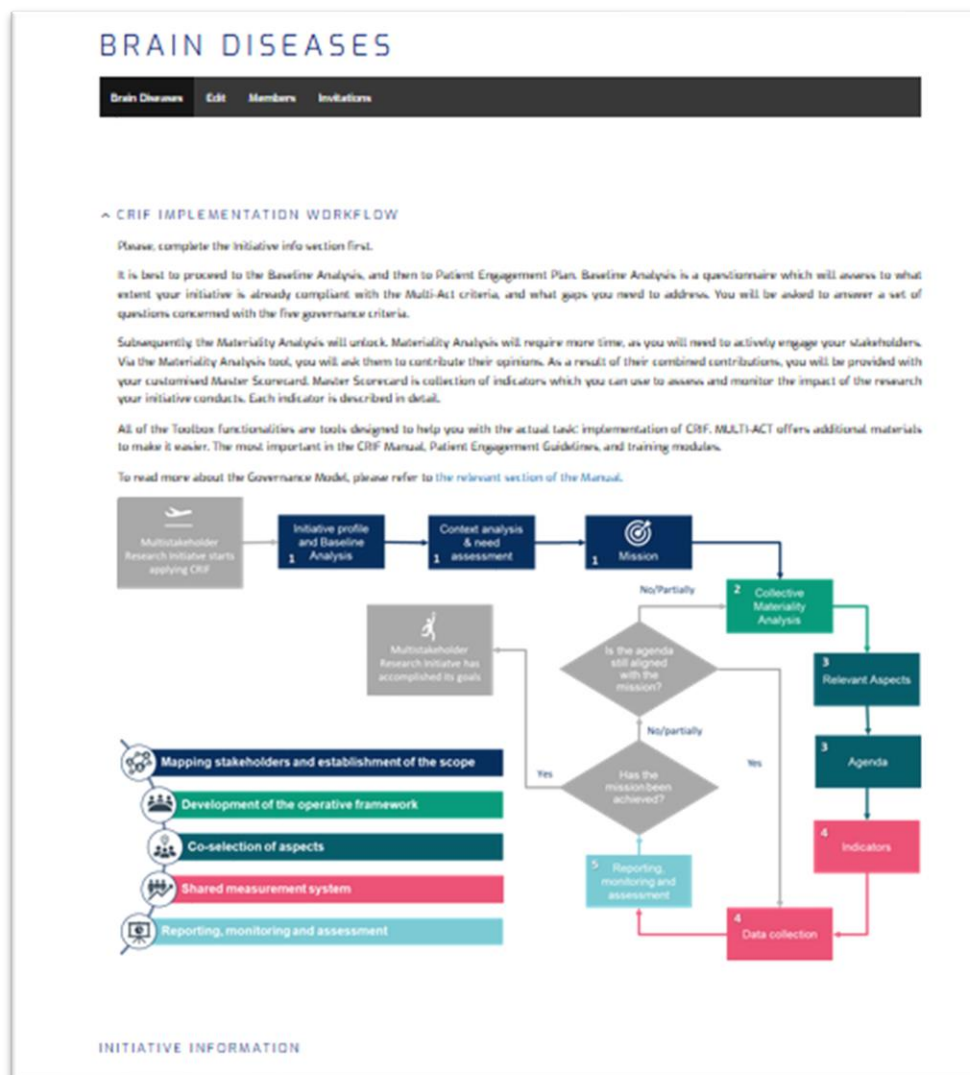 BRAIN DISEASES
Brain Diseases Edit Members Invitations
CRIF IMPLEMENTATION WORKFLOW
Please, complete the Initiative info section first.
It is best to proceed to the Baseline Analysis, and then to Patient Engagement Plan. Baseline Analysis is a questionnaire which will assess to what
extent your initiative is already compliant with the Multi-Act criteria, and what gaps you need to address. You will be asked to answer a set of
questions concerned with the five governance criteria.
Subsequently the Materiality Analysis will unlock. Materiality Analysis will require more time, as you will need to actively engage your stakeholders.
Via the Materiality Analysis tool, you will ask them to contribute their opinions. As a result of their combined contributions, you will be provided with
your customised Master Scorecard. Master Scorecard is collection of indicators which you can use to assess and monitor the impact of the research
your initiative conducts. Each indicator is described in detail.
All of the Toolbox functionalities are tools designed to help you with the actual task: implementation of CRIF. MULTI-ACT offers additional materials
to make it easier. The most important in the CRIF Manual, Patient Engagement Guidelines, and training modules.
To read more about the Governance Model, please refer to the relevant section of the Manual.
Multistakeholder
Research Initiative starts
applying CRIF
Initiative profile
and Baseline
1 Analysis
Context analysis
& need
1 assessment
1 Mission
No/Partially
2 Collective
Materiality
Analysis
Multistakeholder
Research Initiatve has
accomplished its goals
Is the agenda
still aligned
with the
mission?
3
Relevant Aspects
No/partially
3
Agenda
Yes
Has the
mission been
achieved?
Yes
4
Indicators
5 Reporting,
monitoring and
assessment
4
Data collection
Mapping stakeholders and establishment of the scope
Development of the operative framework
Co-selection of aspects
Shared measurement system
Reporting, monitoring and assessment
INITIATIVE INFORMATION